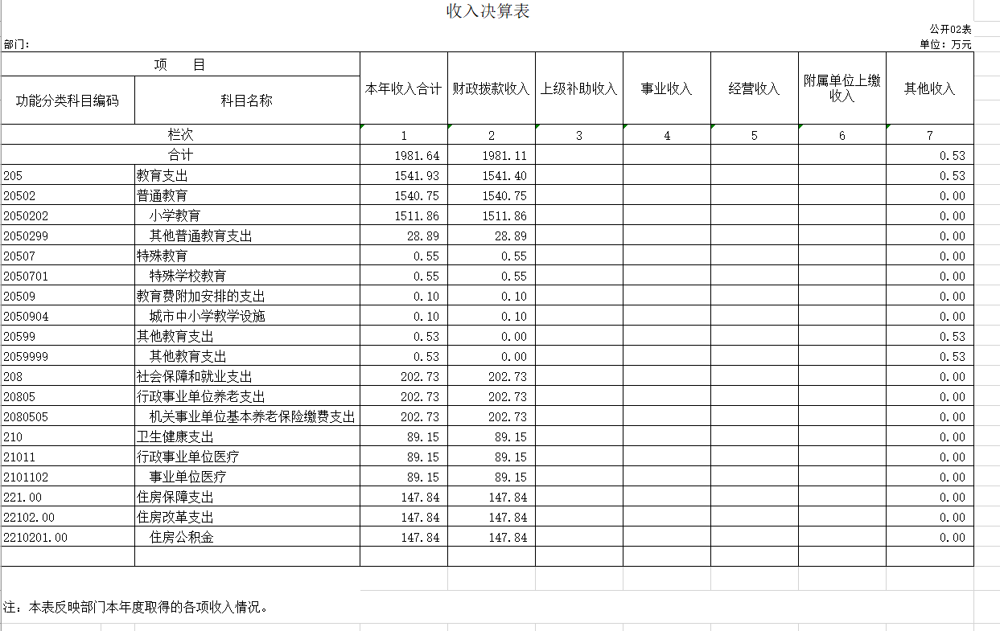 收入决算表
公开02表
部门：
单位：万元
项 目 本年收入合计 财政拨款收入 上级补助收入 事业收入 经营收入 附属单位上缴收入 其他收入
功能分类科目编码 科目名称
栏次 1 2 3 4 5 6 7
合计 1981.64 1981.11 0.53
205 教育支出 1541.93 1541.40 0.53
20502 普通教育 1540.75 1540.75 0.00
2050202 小学教育 1511.86 1511.86 0.00
2050299 其他普通教育支出 28.89 28.89 0.00
20507 特殊教育 0.55 0.55 0.00
2050701 特殊学校教育 0.55 0.55 0.00
20509 教育费附加安排的支出 0.10 0.10 0.00
2050904 城市中小学教学设施 0.10 0.10 0.00
20599 其他教育支出 0.53 0.00 0.53
2059999 其他教育支出 0.53 0.00 0.53
208 社会保障和就业支出 202.73 202.73 0.00
20805 行政事业单位养老支出 202.73 202.73 0.00
2080505 机关事业单位基本养老保险缴费支出 202.73 202.73 0.00
210 卫生健康支出 89.15 89.15 0.00
21011 行政事业单位医疗 89.15 89.15 0.00
2101102 事业单位医疗 89.15 89.15 0.00
221.00 住房保障支出 147.84 147.84 0.00
22102.00 住房改革支出 147.84 147.84 0.00
2210201.00 住房公积金 147.84 147.84 0.00
注：本表反映部门本年度取得的各项收入情况。